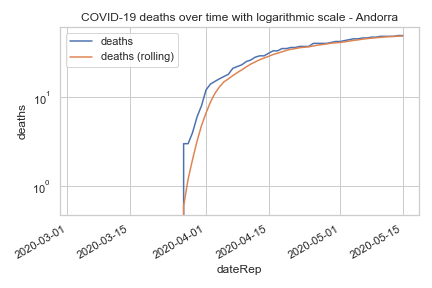 COVID-19 deaths over time with logarithmic scale - Andorra
deaths
deaths (rolling)
deaths
10¹
10⁰
2020-03-01
2020-03-15
2020-04-01
2020-04-15
2020-05-01
2020-05-15
dateRep